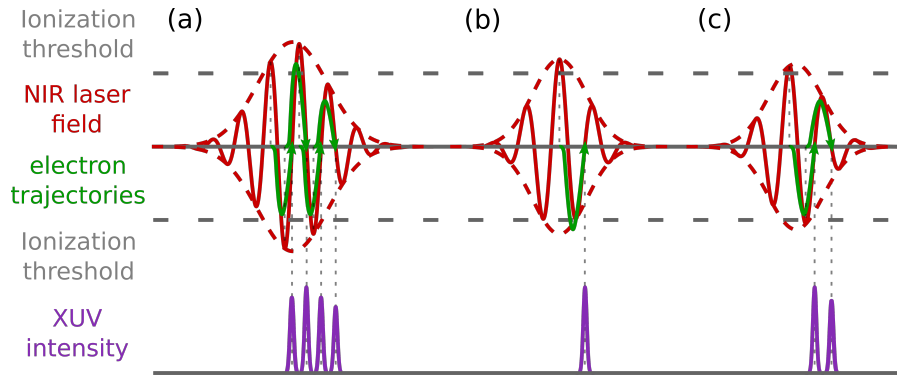 Ionization
threshold
(a)
(b)
(c)
NIR laser
field
electron
trajectories
Ionization
threshold
XUV
intensity